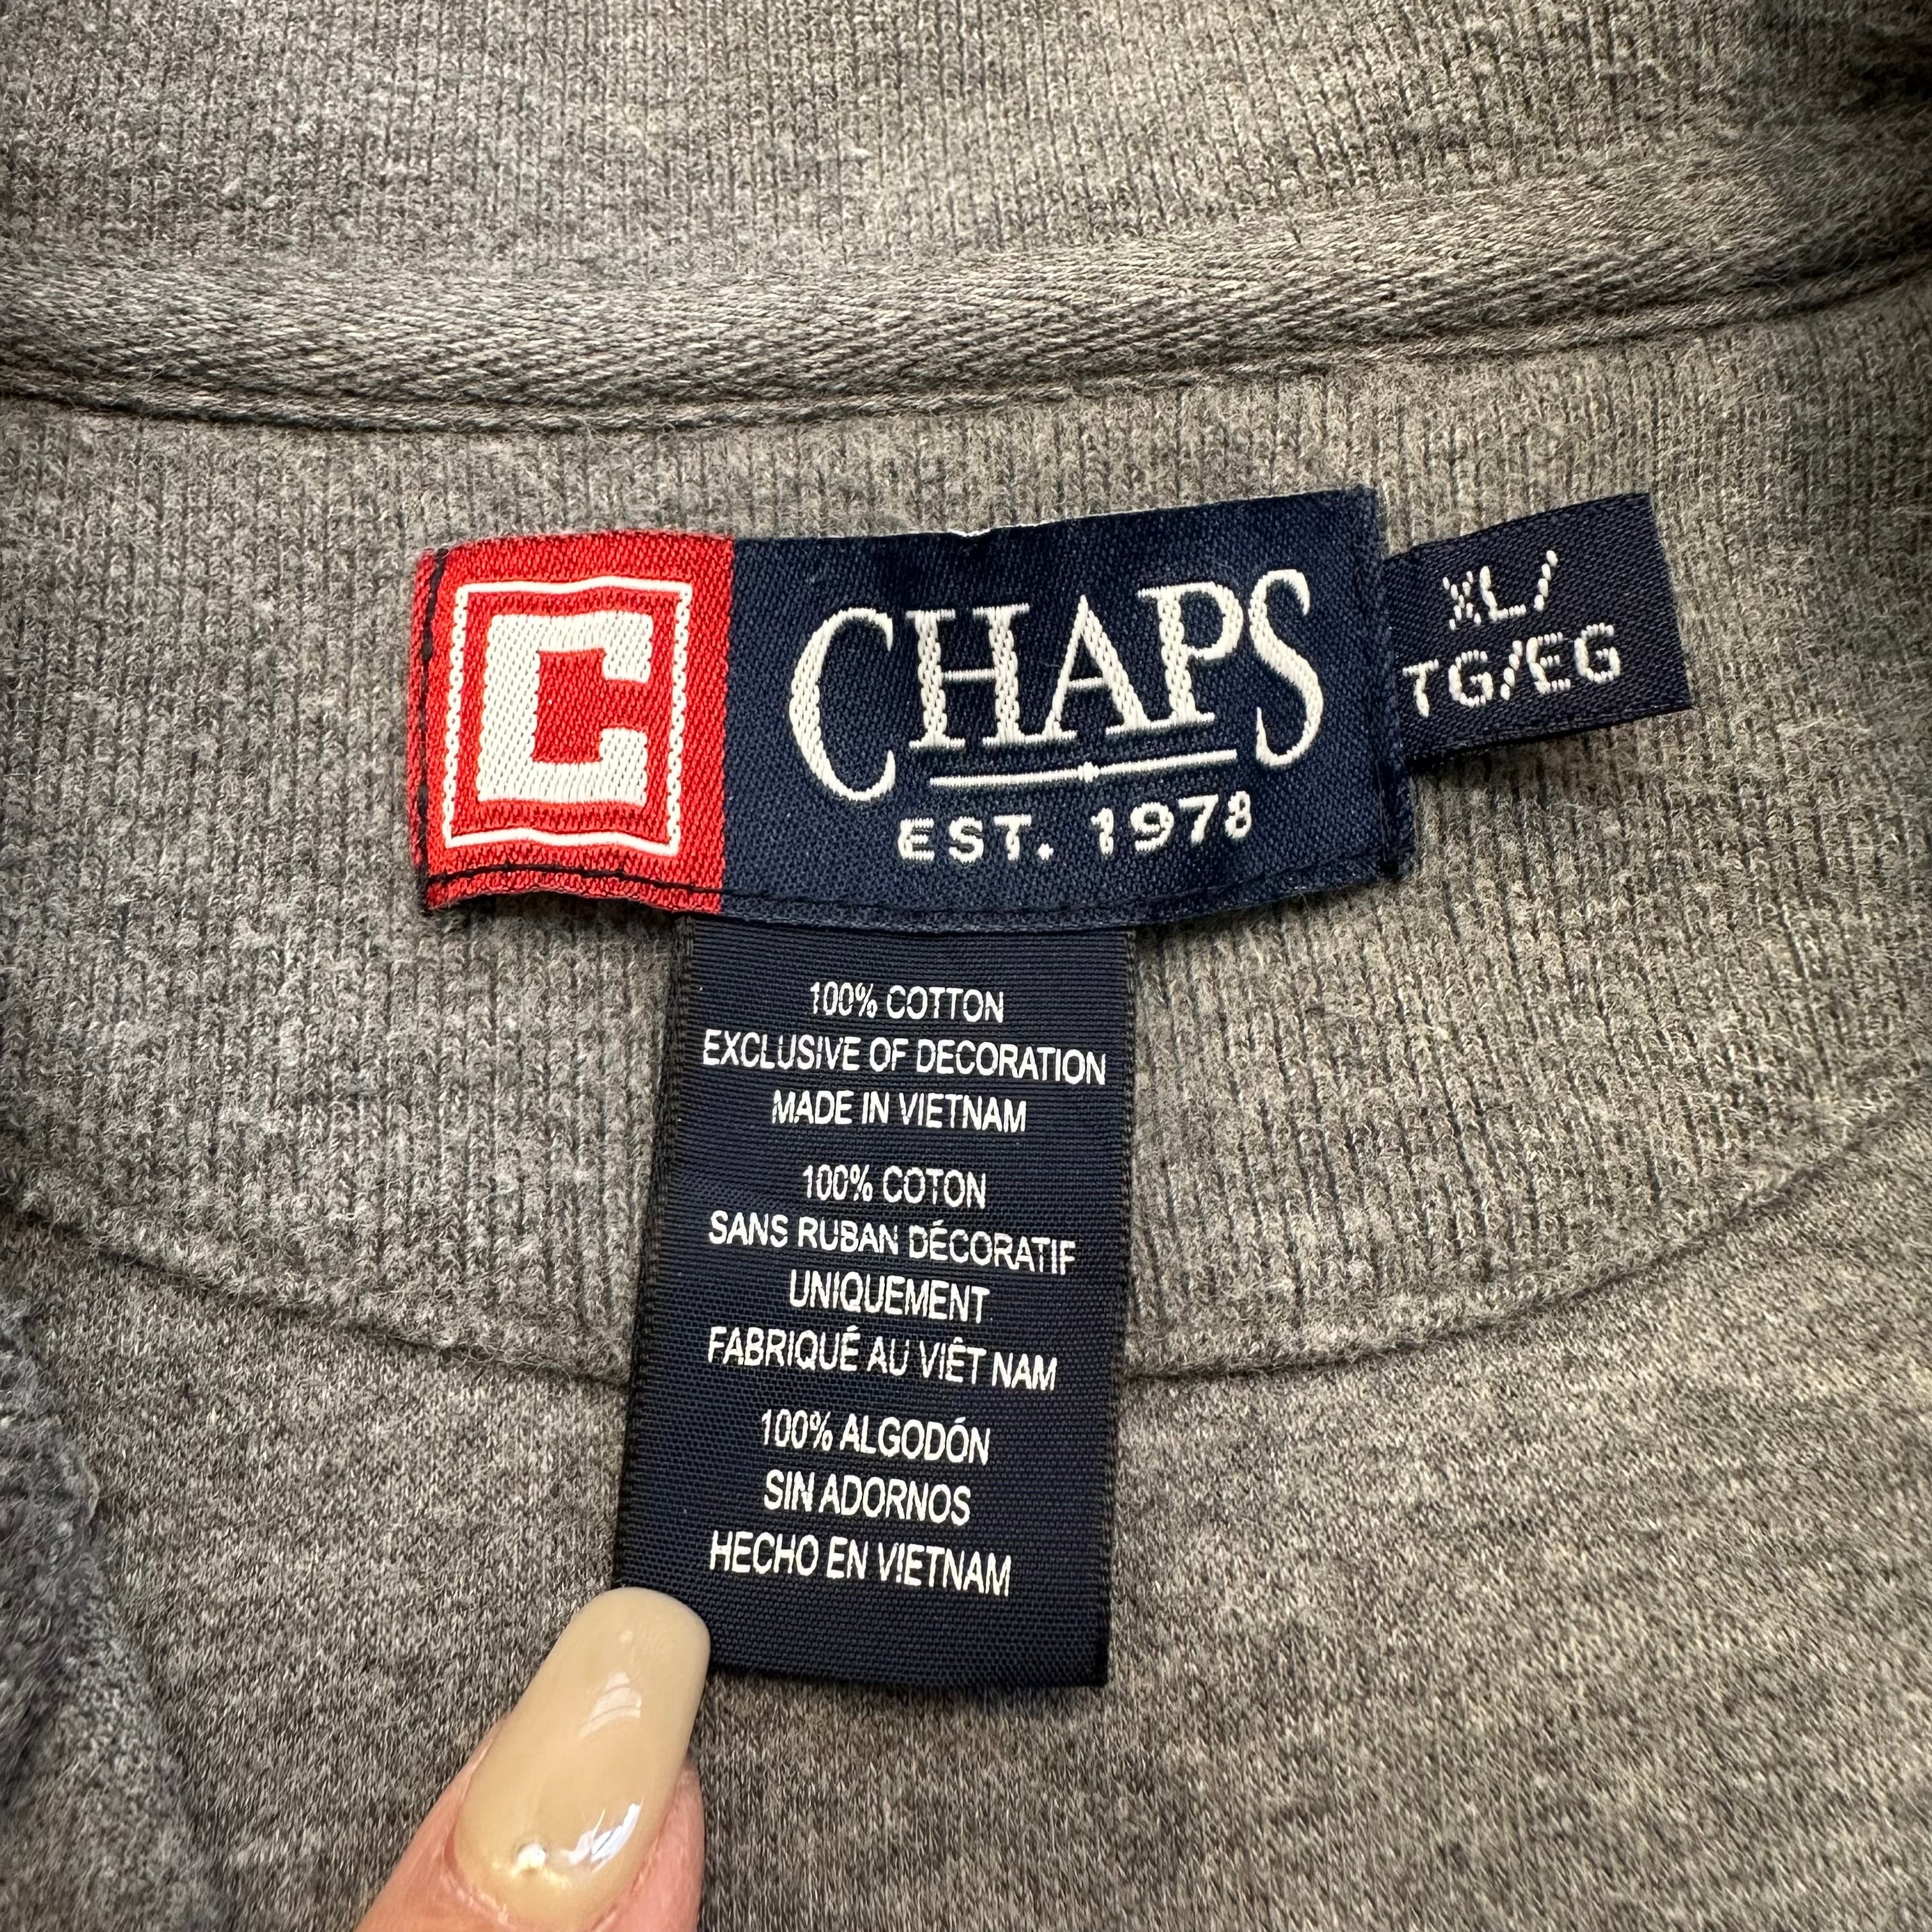 C
CHAPS
EST. 1978
XL/
TG/EG
100% COTTON
EXCLUSIVE OF DECORATION
MADE IN VIETNAM
100% COTON
SANS RUBAN DÉCORATIF
UNIQUEMENT
FABRIQUÉ AU VIÊT NAM
100% ALGODÓN
SIN ADORNOS
HECHO EN VIETNAM